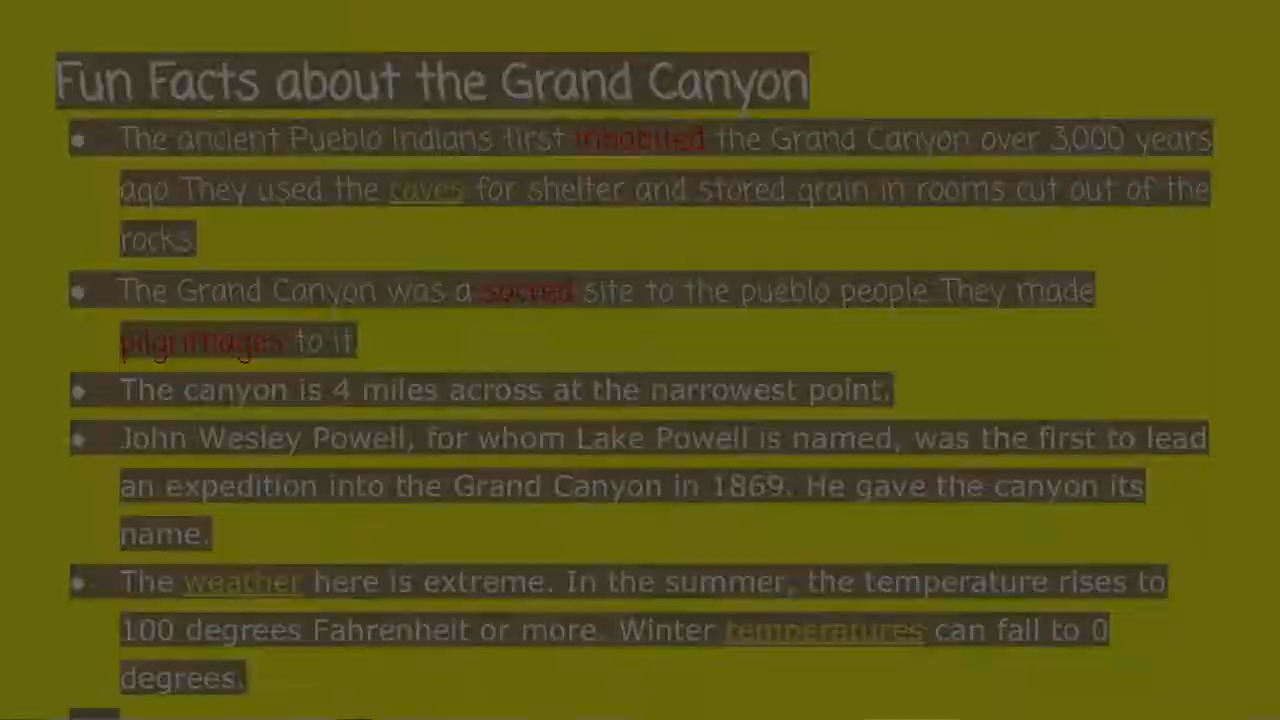 Fun Facts about the Grand Canyon
• The ancient Pueblo Indians first inhabited the Grand Canyon over 3,000 years
ago. They used the caves for shelter and stored grain in rooms cut out of the
rocks.
• The Grand Canyon was a sacred site to the pueblo people. They made
pilgrimages to it.
• The canyon is 4 miles across at the narrowest point.
• John Wesley Powell, for whom Lake Powell is named, was the first to lead
an expedition into the Grand Canyon in 1869. He gave the canyon its
name.
• The weather here is extreme. In the summer, the temperature rises to
100 degrees Fahrenheit or more. Winter temperatures can fall to 0
degrees.